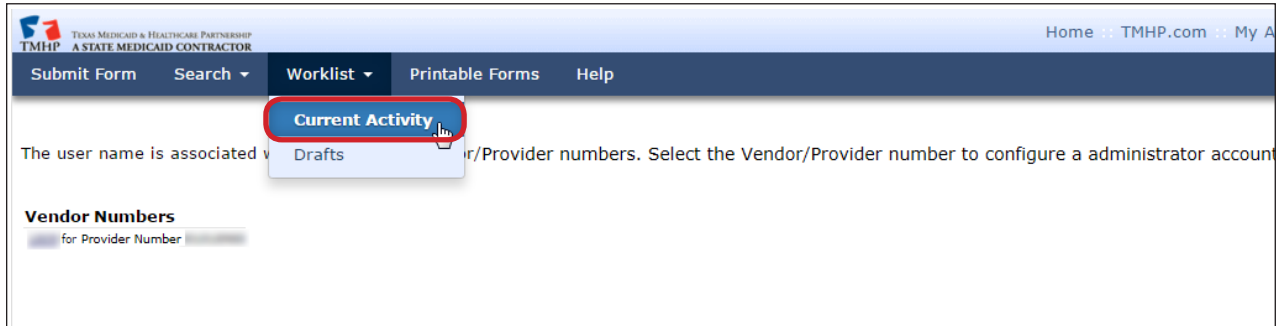 TEXAS MEDICAID & HEALTHCARE PARTNERSHIP
TMHP A STATE MEDICAID CONTRACTOR
Home :: TMHP.com :: My A
Submit Form Search Worklist Printable Forms Help
Current Activity
Drafts
The user name is associated r/Provider numbers. Select the Vendor/Provider number to configure a administrator account
Vendor Numbers
for Provider Number